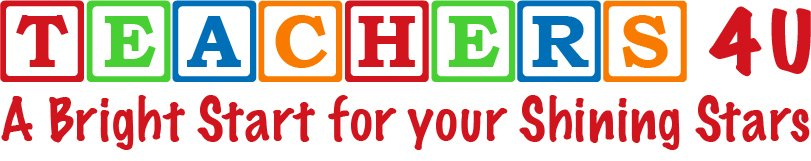 TEACHERS 4U
A Bright Start for your Shining Stars